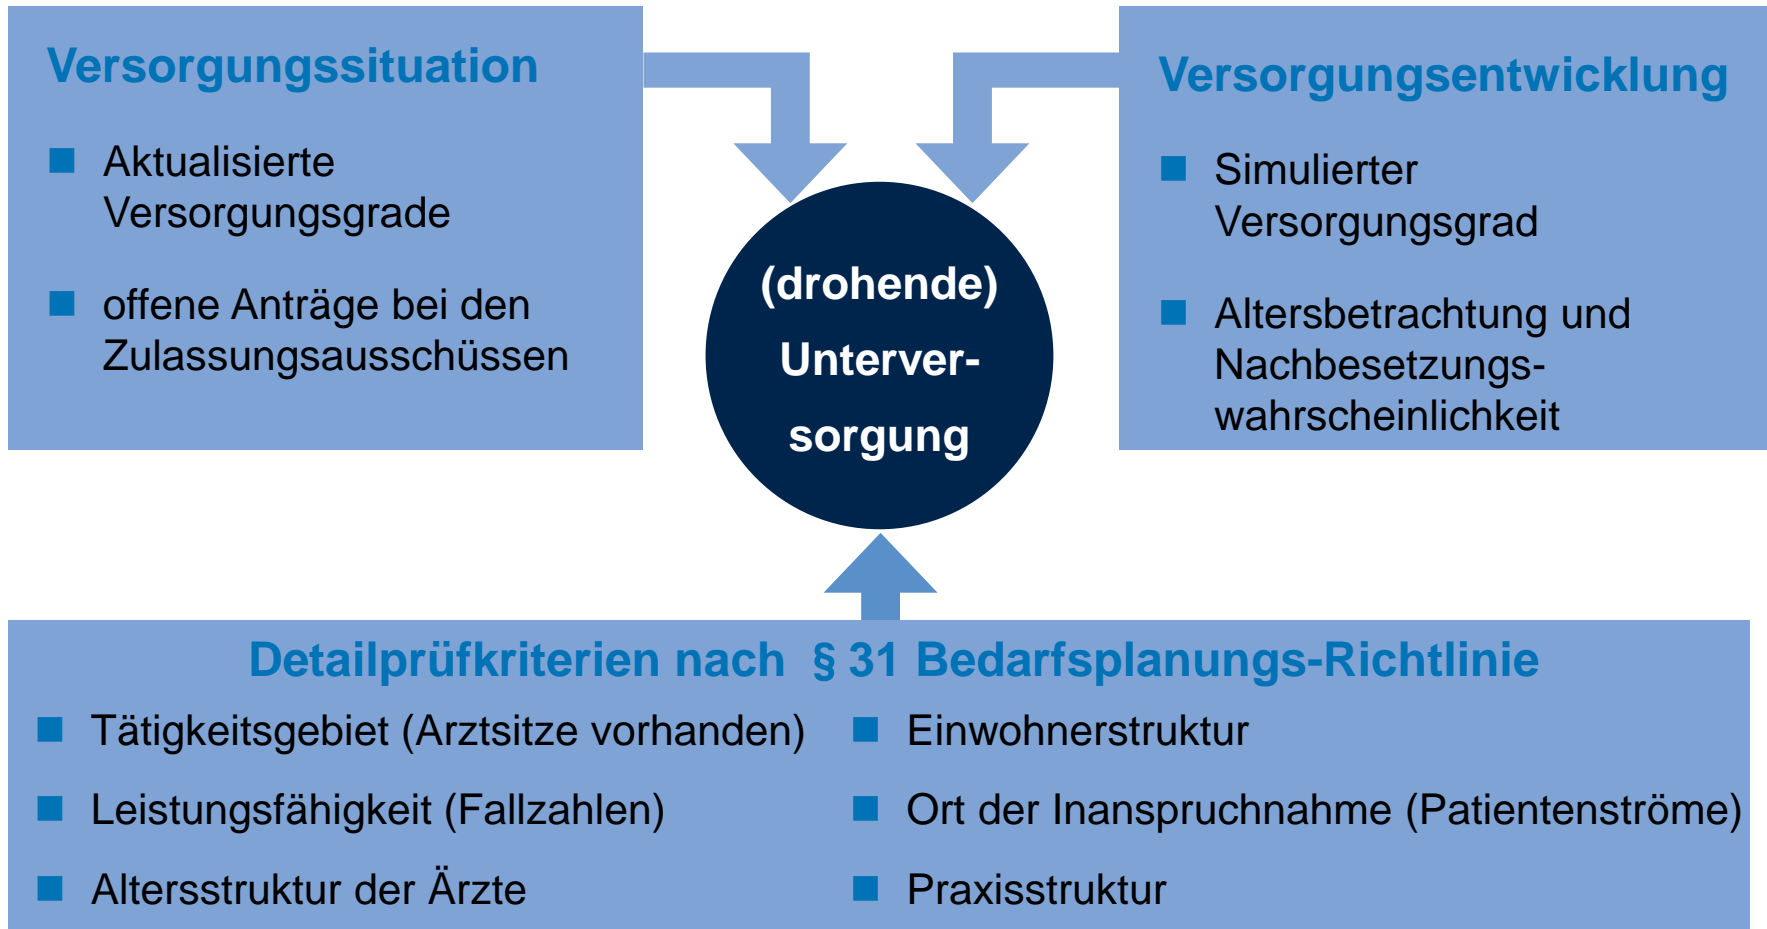 Versorgungssituation
Aktualisierte
Versorgungsgrade
offene Anträge bei den
Zulassungsausschüssen
Versorgungsentwicklung
Simulierter
Versorgungsgrad
Altersbetrachtung und
Nachbesetzungs-
wahrscheinlichkeit
(drohende)
Unterver-
sorgung
Detailprüfkriterien nach § 31 Bedarfsplanungs-Richtlinie
Tätigkeitsgebiet (Arztsitze vorhanden)
Leistungsfähigkeit (Fallzahlen)
Altersstruktur der Ärzte
Einwohnerstruktur
Ort der Inanspruchnahme (Patientenströme)
Praxisstruktur